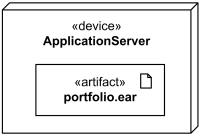 «device»
ApplicationServer
«artifact»
portfolio.ear